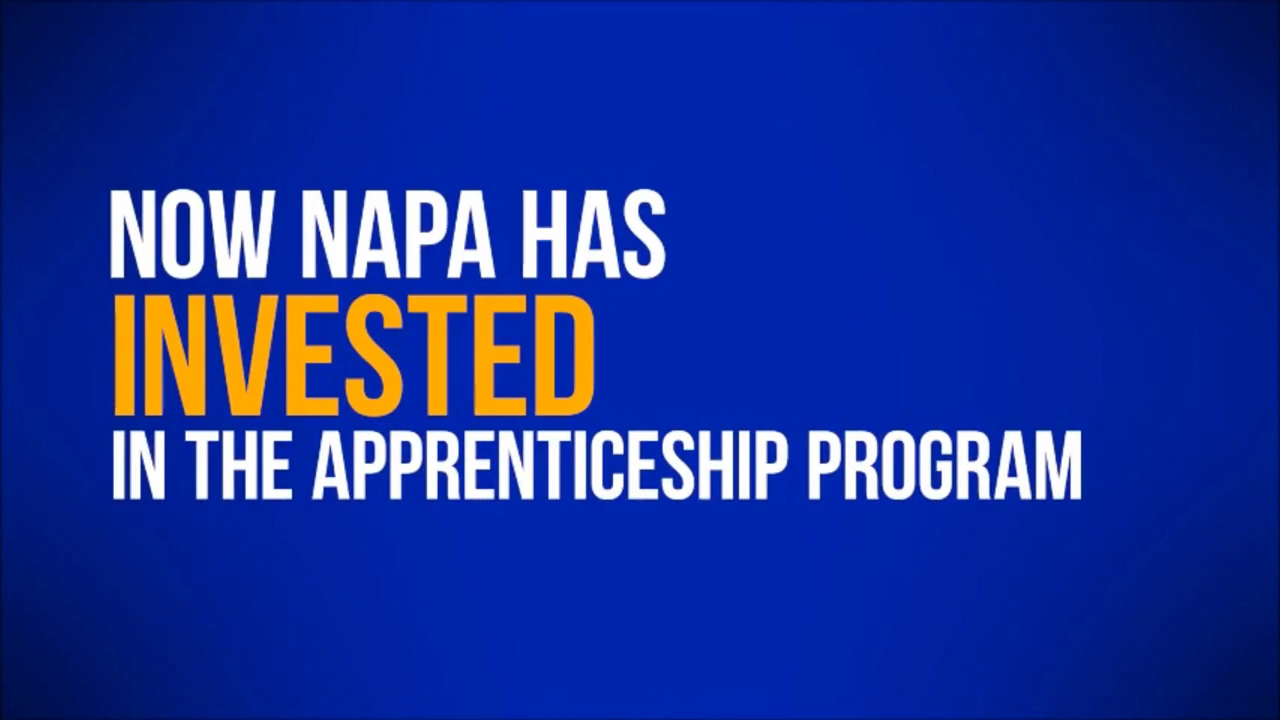 NOW NAPA HAS
INVESTED
IN THE APPRENTICESHIP PROGRAM